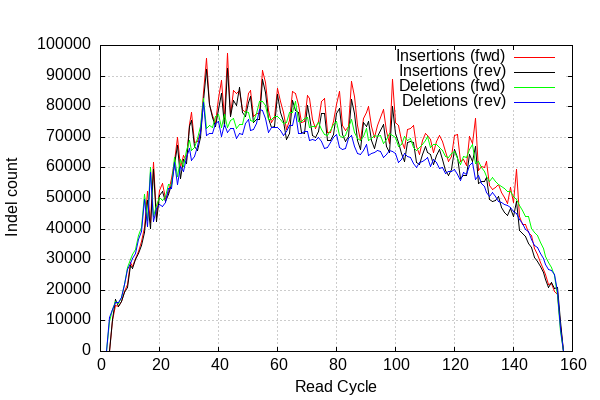 100000
90000
80000
70000
60000
50000
40000
30000
20000
10000
0
Indel count
Insertions (fwd)
Insertions (rev)
Deletions (fwd)
Deletions (rev)
0 20 40 60 80 100 120 140 160
Read Cycle